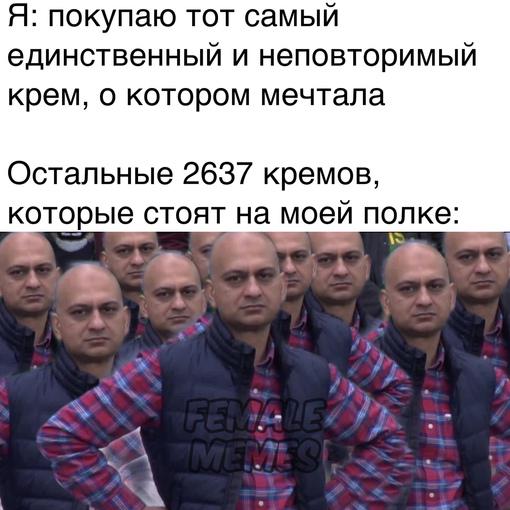 Я: покупаю тот самый
единственный и неповторимый
крем, о котором мечтала
Остальные 2637 кремов,
которые стоят на моей полке:
FEMALE
MEMES